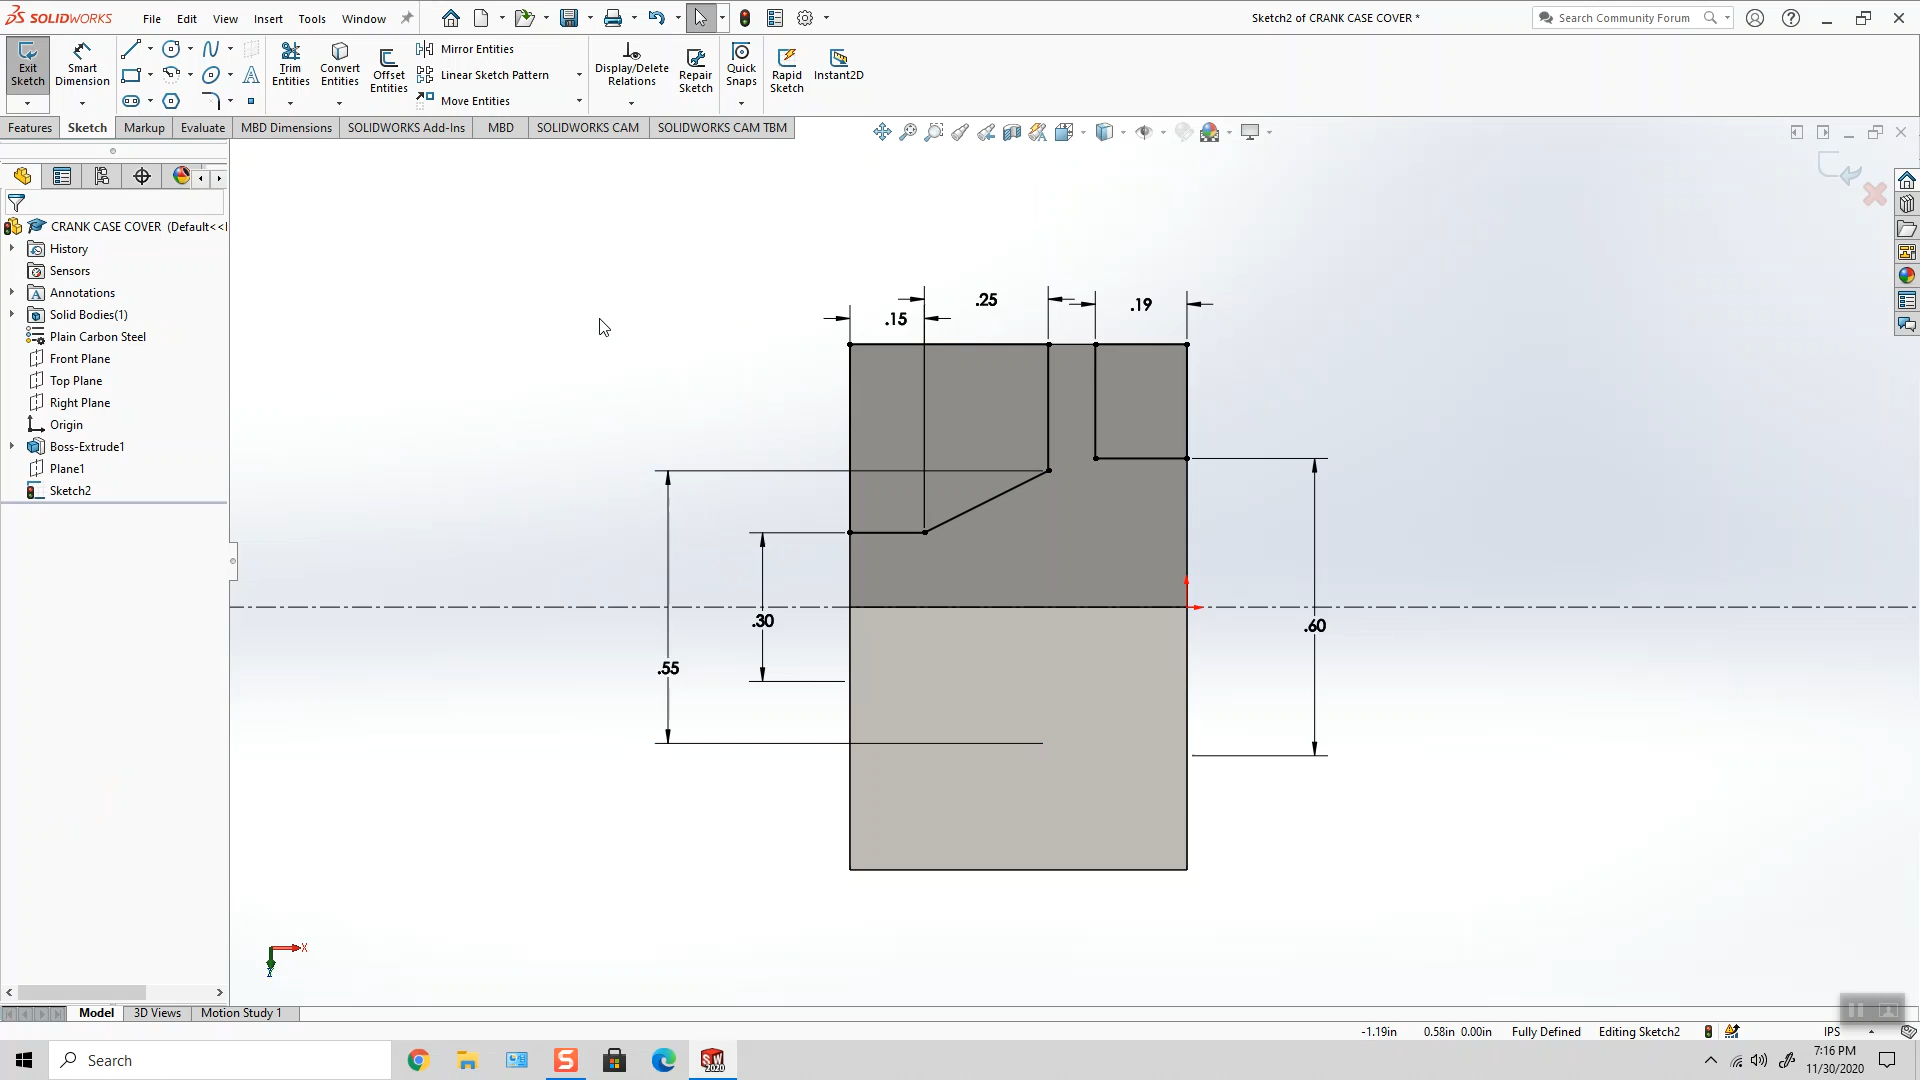 SOLIDWORKS
File
Edit
View
Insert
Tools
Window
Sketch2 of CRANK CASE COVER *
Search Community Forum
Exit Sketch
Smart Dimension
Trim Entities
Convert Entities
Offset Entities
Mirror Entities
Linear Sketch Pattern
Move Entities
Display/Delete Relations
Repair Sketch
Quick Snaps
Rapid Sketch
Instant2D
Features
Sketch
Markup
Evaluate
MBD Dimensions
SOLIDWORKS Add-Ins
MBD
SOLIDWORKS CAM
SOLIDWORKS CAM TBM
CRANK CASE COVER (Default<<
History
Sensors
Annotations
Solid Bodies(1)
Plain Carbon Steel
Front Plane
Top Plane
Right Plane
Origin
Boss-Extrude1
Plane1
Sketch2
.25
.19
.15
.30
.60
.55
X
Model
3D Views
Motion Study 1
-1.19in
0.58in 0.00in
Fully Defined
Editing Sketch2
IPS
Search
7:16 PM
11/30/2020